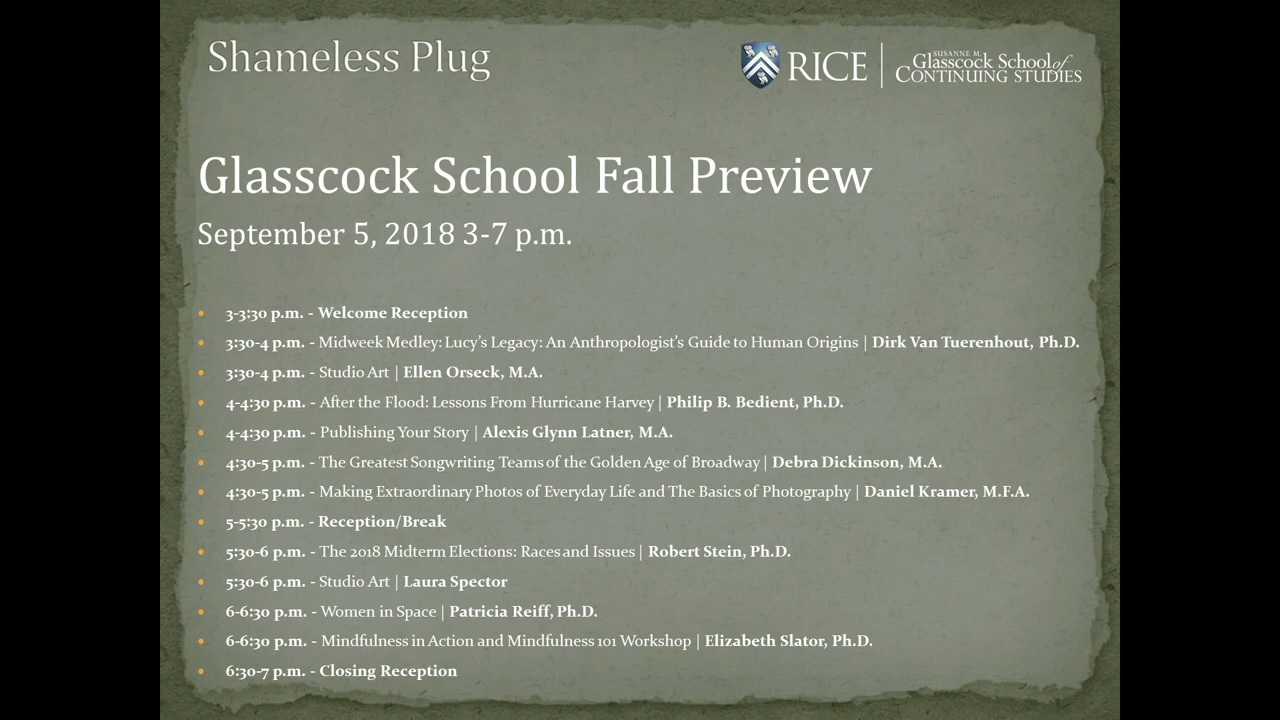 Shameless Plug
RICE
SUSANNE M.
Glasscock School of
CONTINUING STUDIES
Glasscock School Fall Preview
September 5, 2018 3-7 p.m.
• 3-3:30 p.m. - Welcome Reception
• 3:30-4 p.m. - Midweek Medley: Lucy's Legacy: An Anthropologist's Guide to Human Origins | Dirk Van Tuerenhout, Ph.D.
• 3:30-4 p.m. - Studio Art | Ellen Orseck, M.A.
• 4-4:30 p.m. - After the Flood: Lessons From Hurricane Harvey | Philip B. Bedient, Ph.D.
• 4-4:30 p.m. - Publishing Your Story | Alexis Glynn Latner, M.A.
• 4:30-5 p.m. - The Greatest Songwriting Teams of the Golden Age of Broadway | Debra Dickinson, M.A.
• 4:30-5 p.m. - Making Extraordinary Photos of Everyday Life and The Basics of Photography | Daniel Kramer, M.F.A.
• 5-5:30 p.m. - Reception/Break
• 5:30-6 p.m. - The 2018 Midterm Elections: Races and Issues | Robert Stein, Ph.D.
• 5:30-6 p.m. - Studio Art | Laura Spector
• 6-6:30 p.m. - Women in Space | Patricia Reiff, Ph.D.
• 6-6:30 p.m. - Mindfulness in Action and Mindfulness 101 Workshop | Elizabeth Slator, Ph.D.
• 6:30-7 p.m. - Closing Reception